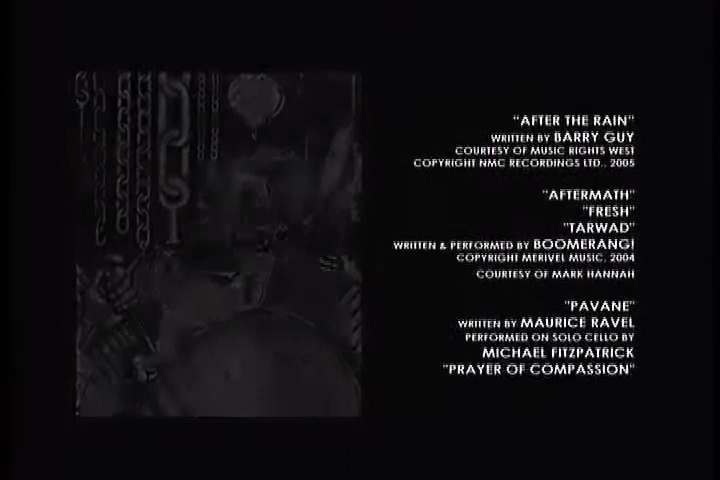 "AFTER THE RAIN"
WRITTEN BY BARRY GUY
COURTESY OF MUSIC RIGHTS WEST
COPYRIGHT NMC RECORDINGS LTD., 2005
"AFTERMATH"
"FRESH"
"TARWAD"
WRITTEN & PERFORMED BY BOOMERANG!
COPYRIGHT MERIVEL MUSIC, 2004
COURTESY OF MARK HANNAH
"PAVANE"
WRITTEN BY MAURICE RAVEL
PERFORMED ON SOLO CELLO BY
MICHAEL FITZPATRICK
"PRAYER OF COMPASSION"